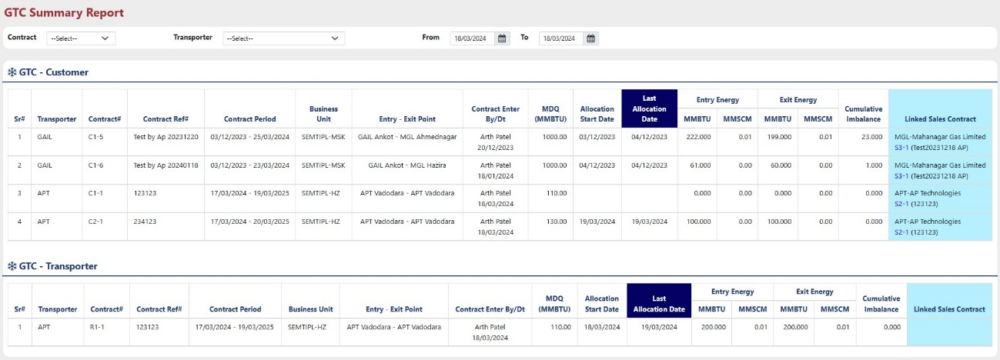 GTC Summary Report
Contract --Select-- Transporter --Select-- From 18/03/2024 To 18/03/2024
GTC - Customer
Sr# Transporter Contract# Contract Ref# Contract Period Business Unit Entry - Exit Point Contract Enter By/Dt MDQ (MMBTU) Allocation Start Date Last Allocation Date Entry Energy MMBTU MMSCM Exit Energy MMBTU MMSCM Cumulative Imbalance Linked Sales Contract
1 GAIL C1-5 Test by Ap 20231220 03/12/2023 - 25/03/2024 SEMTIPL-MSK GAIL Ankot - MGL Ahmednagar Arth Patel 1000.00 03/12/2023 04/12/2023 222.000 0.01 199.000 0.01 23.000 MGL-Mahanagar Gas Limited
20/12/2023 S3-1 (Test20231218 AP)
2 GAIL C1-6 Test by Ap 20240118 03/12/2023 - 23/03/2024 SEMTIPL-MSK GAIL Ankot - MGL Hazira Arth Patel 1000.00 04/12/2023 04/12/2023 61.000 0.00 60.000 0.00 1.000 MGL-Mahanagar Gas Limited
18/01/2024 S3-1 (Test20231218 AP)
3 APT C1-1 123123 17/03/2024 - 19/03/2025 SEMTIPL-HZ APT Vadodara - APT Vadodara Arth Patel 110.00 0.000 0.00 0.000 0.00 0.000 APT-AP Technologies
18/03/2024 S2-1 (123123)
4 APT C2-1 234123 17/03/2024 - 20/03/2025 SEMTIPL-HZ APT Vadodara - APT Vadodara Arth Patel 130.00 19/03/2024 19/03/2024 100.000 0.00 100.000 0.00 0.000 APT-AP Technologies
18/03/2024 S2-1 (123123)
GTC - Transporter
Sr# Transporter Contract# Contract Ref# Contract Period Business Unit Entry - Exit Point Contract Enter By/Dt MDQ (MMBTU) Allocation Start Date Last Allocation Date Entry Energy MMBTU MMSCM Exit Energy MMBTU MMSCM Cumulative Imbalance Linked Sales Contract
1 APT R1-1 123123 17/03/2024 - 19/03/2025 SEMTIPL-HZ APT Vadodara - APT Vadodara Arth Patel 110.00 18/03/2024 19/03/2024 200.000 0.01 200.000 0.01 0.000
18/03/2024